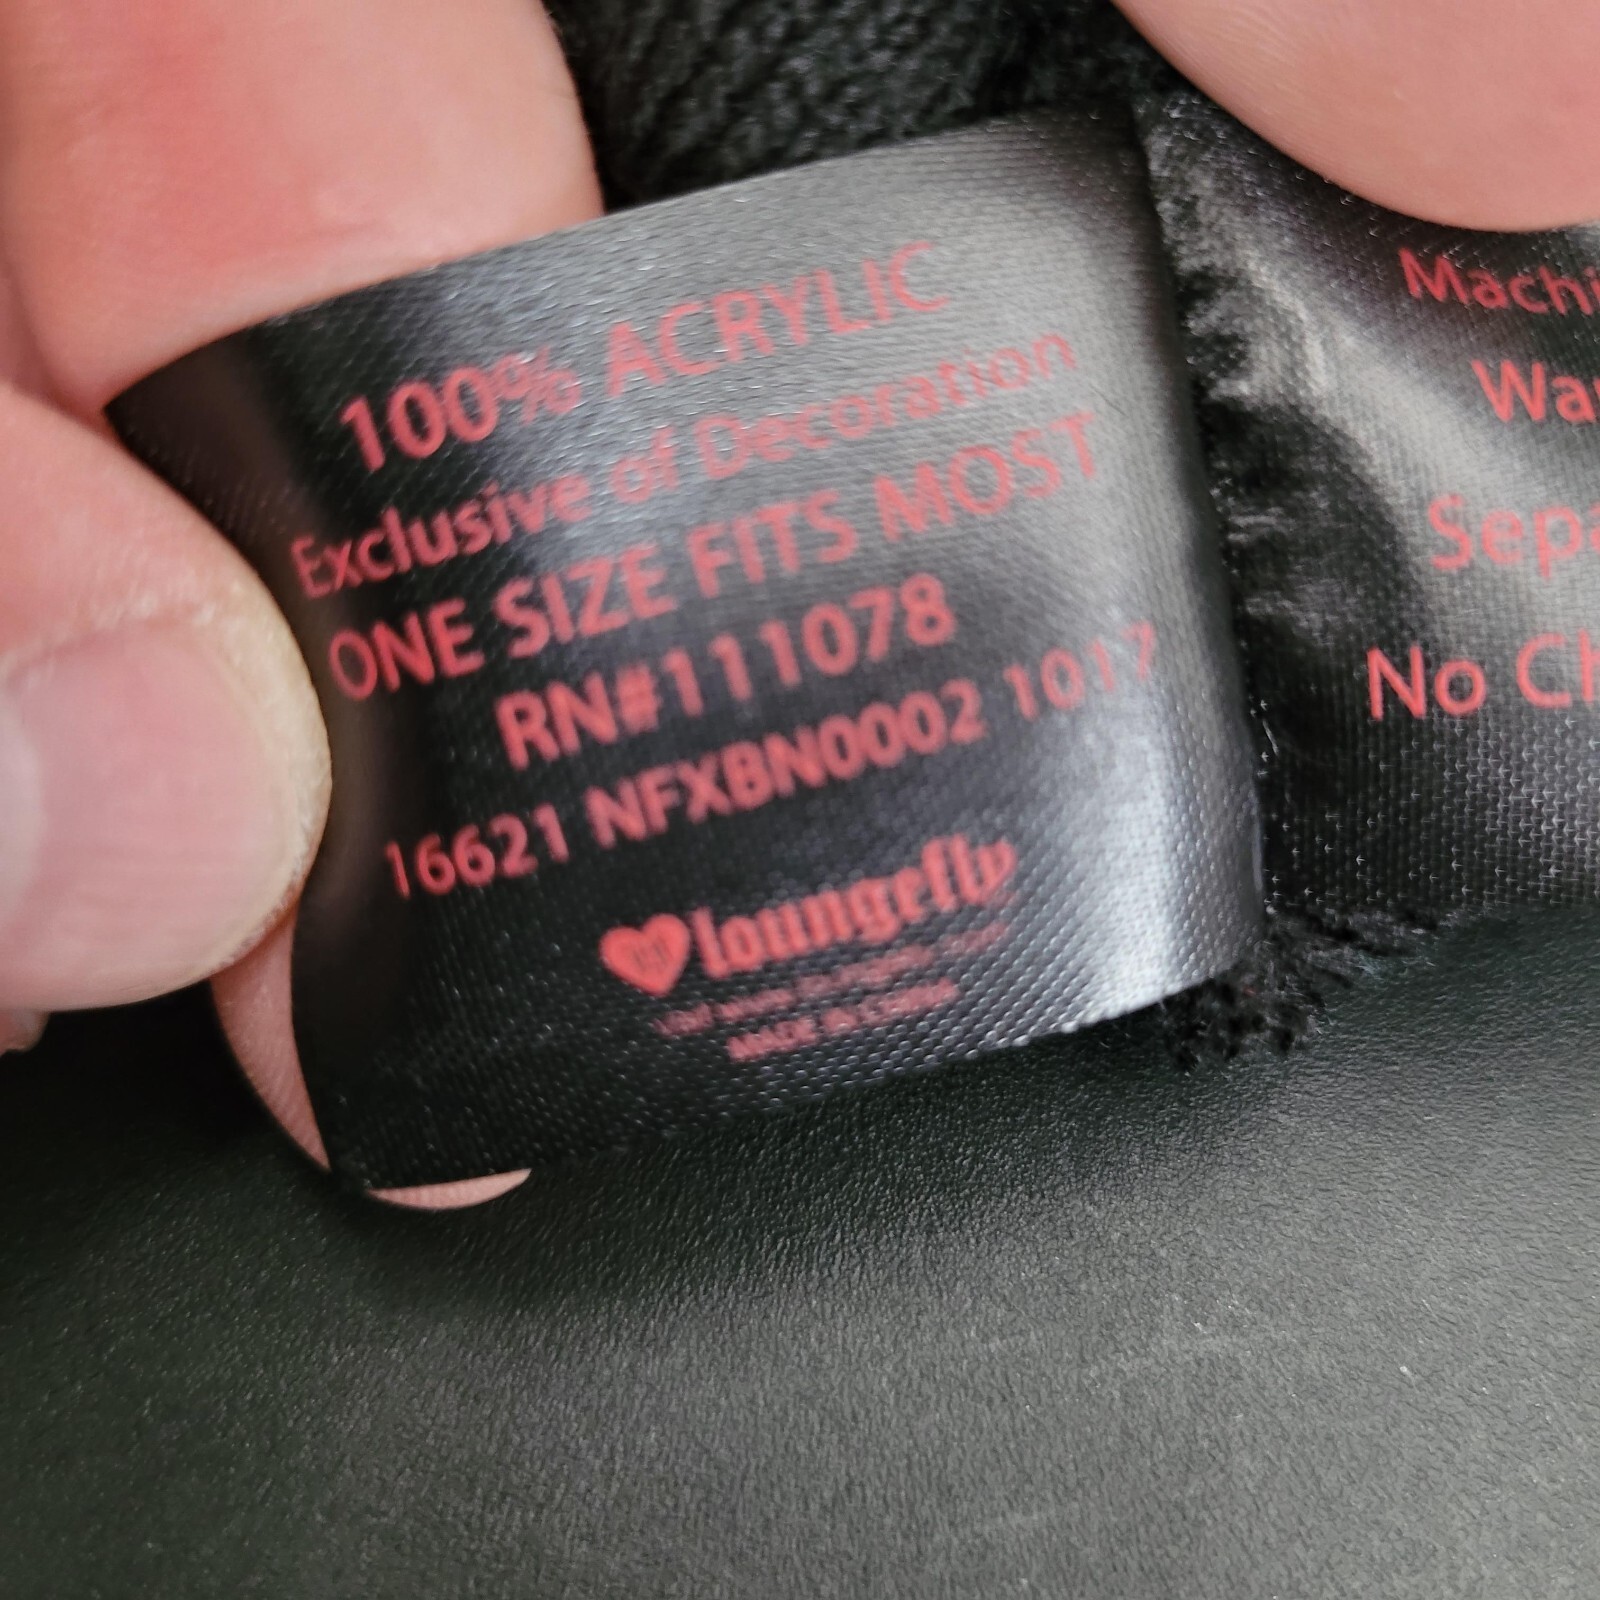 100% ACRYLIC
Exclusive of Decoration
ONE SIZE FITS MOST
RN#111078
16621 NFXBN0002 1017
loungefly
MADE IN CHINA
Machi
Wa
Sepa
No Ch